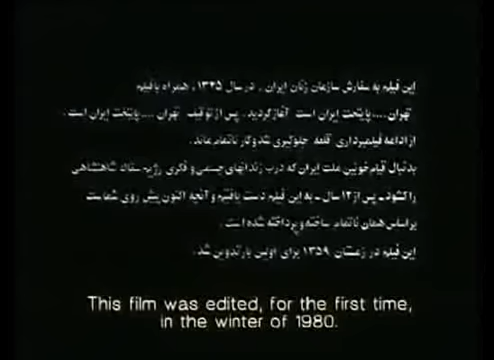 این فیلم به سفارش سازمان زنان ایران ، در سال ۱۳۴۵ ، همراه با فیلم
تهران .... پایتخت ایران است آغاز گردید . پس از توقیف تهران .... پایتخت ایران است ،
از ادامه فیلمبرداری قلعه جلوگیری شد و کار ناتمام ماند .
بدنبال قیام خونین ملت ایران که درب زندانهای جسمی و فکری رژیم سفاک شاهنشاهی
را گشود ـ پس از ۱۴ سال ـ به این فیلم دست یافتیم و آنچه اکنون پیش روی شماست
براساس همان ناتمام ساخته و پرداخته شده است .
این فیلم در زمستان ۱۳۵۹ برای اولین بار تدوین شد .
This film was edited, for the first time,
in the winter of 1980.